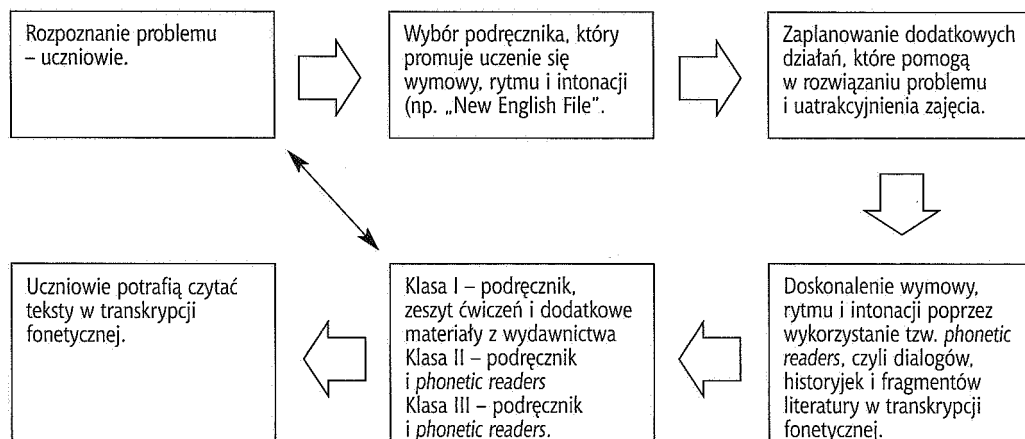 Rozpoznanie problemu
– uczniowie.
Wybór podręcznika, który
promuje uczenie się
wymowy, rytmu i intonacji
(np. „New English File”.
Zaplanowanie dodatkowych
działań, które pomogą
w rozwiązaniu problemu
i uatrakcyjnienia zajęcia.
Doskonalenie wymowy,
rytmu i intonacji poprzez
wykorzystanie tzw. phonetic
readers, czyli dialogów,
historyjek i fragmentów
literatury w transkrypcji
fonetycznej.
Klasa I – podręcznik,
zeszyt ćwiczeń i dodatkowe
materiały z wydawnictwa
Klasa II – podręcznik
i phonetic readers
Klasa III – podręcznik
i phonetic readers.
Uczniowie potrafią czytać
teksty w transkrypcji
fonetycznej.